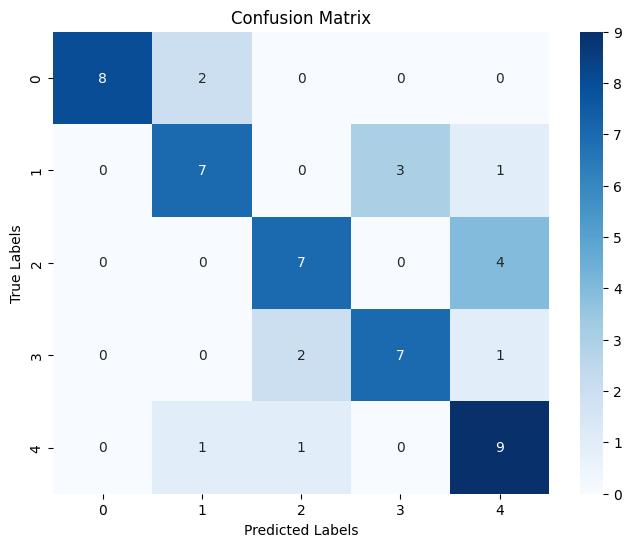 Confusion Matrix
True Labels
0 8 2 0 0 0
1 0 7 0 3 1
2 0 0 7 0 4
3 0 0 2 7 1
4 0 1 1 0 9
0 1 2 3 4
Predicted Labels
9
8
7
6
5
4
3
2
1
0